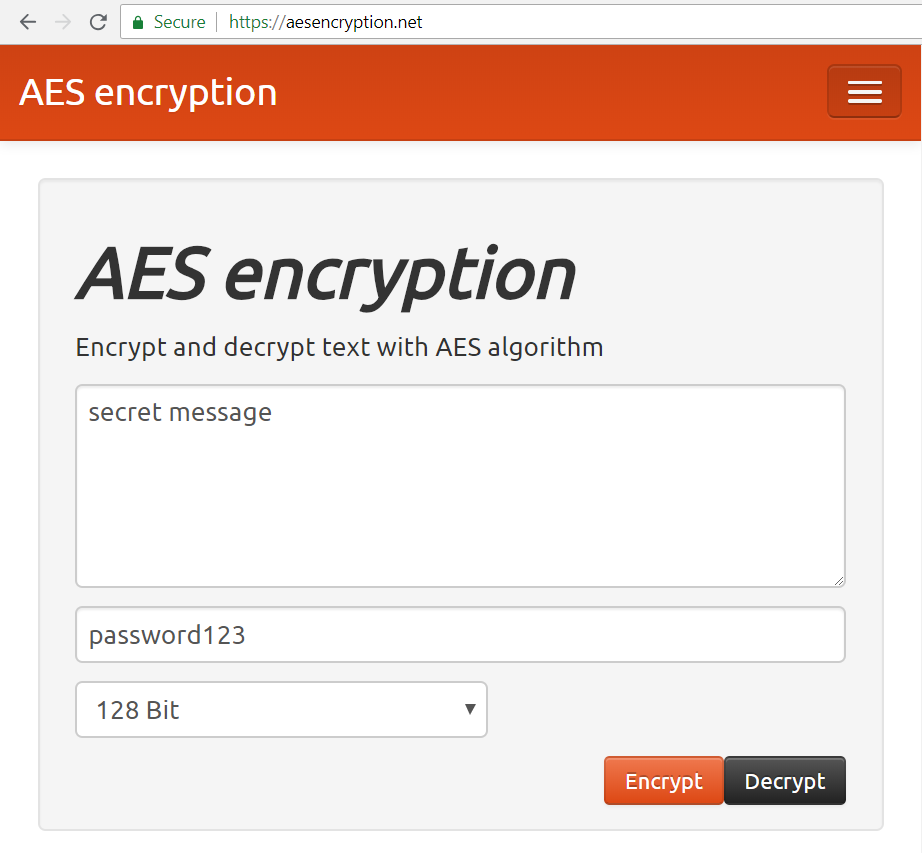 Secure https://aesencryption.net
AES encryption
AES encryption
Encrypt and decrypt text with AES algorithm
secret message
password123
128 Bit
Encrypt Decrypt